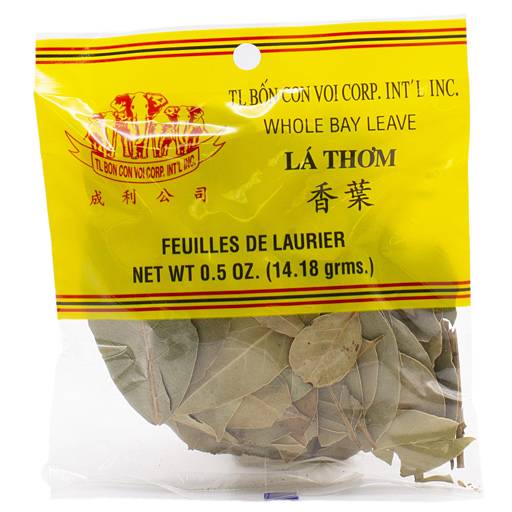 TL BỐN CON VOI CORP. INT'L INC.
WHOLE BAY LEAVE
LÁ THƠM
香葉
TL BỐN CON VOI CORP. INT'L INC.
成利公司
FEUILLES DE LAURIER
NET WT 0.5 OZ. (14.18 grms.)